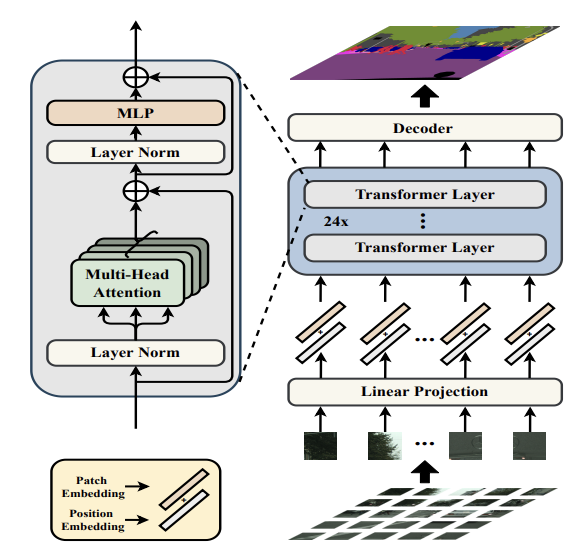 MLP
Layer Norm
Multi-Head
Attention
Layer Norm
Patch
Embedding
Position
Embedding
Decoder
Transformer Layer
24x
Transformer Layer
Linear Projection